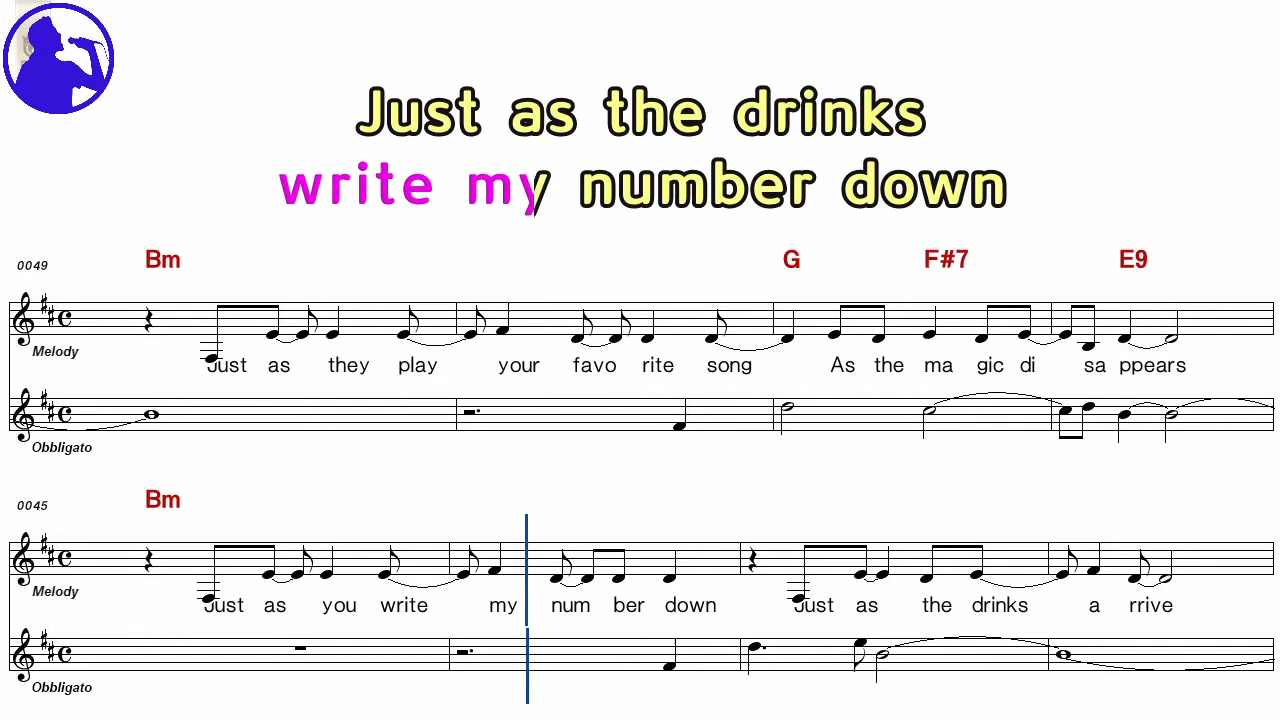 Just as the drinks
write my number down
0049 Bm G F#7 E9
Melody
Just as they play your favo rite song As the ma gic di sa ppears
Obbligato
0045 Bm
Melody
Just as you write my num ber down Just as the drinks a rrive
Obbligato